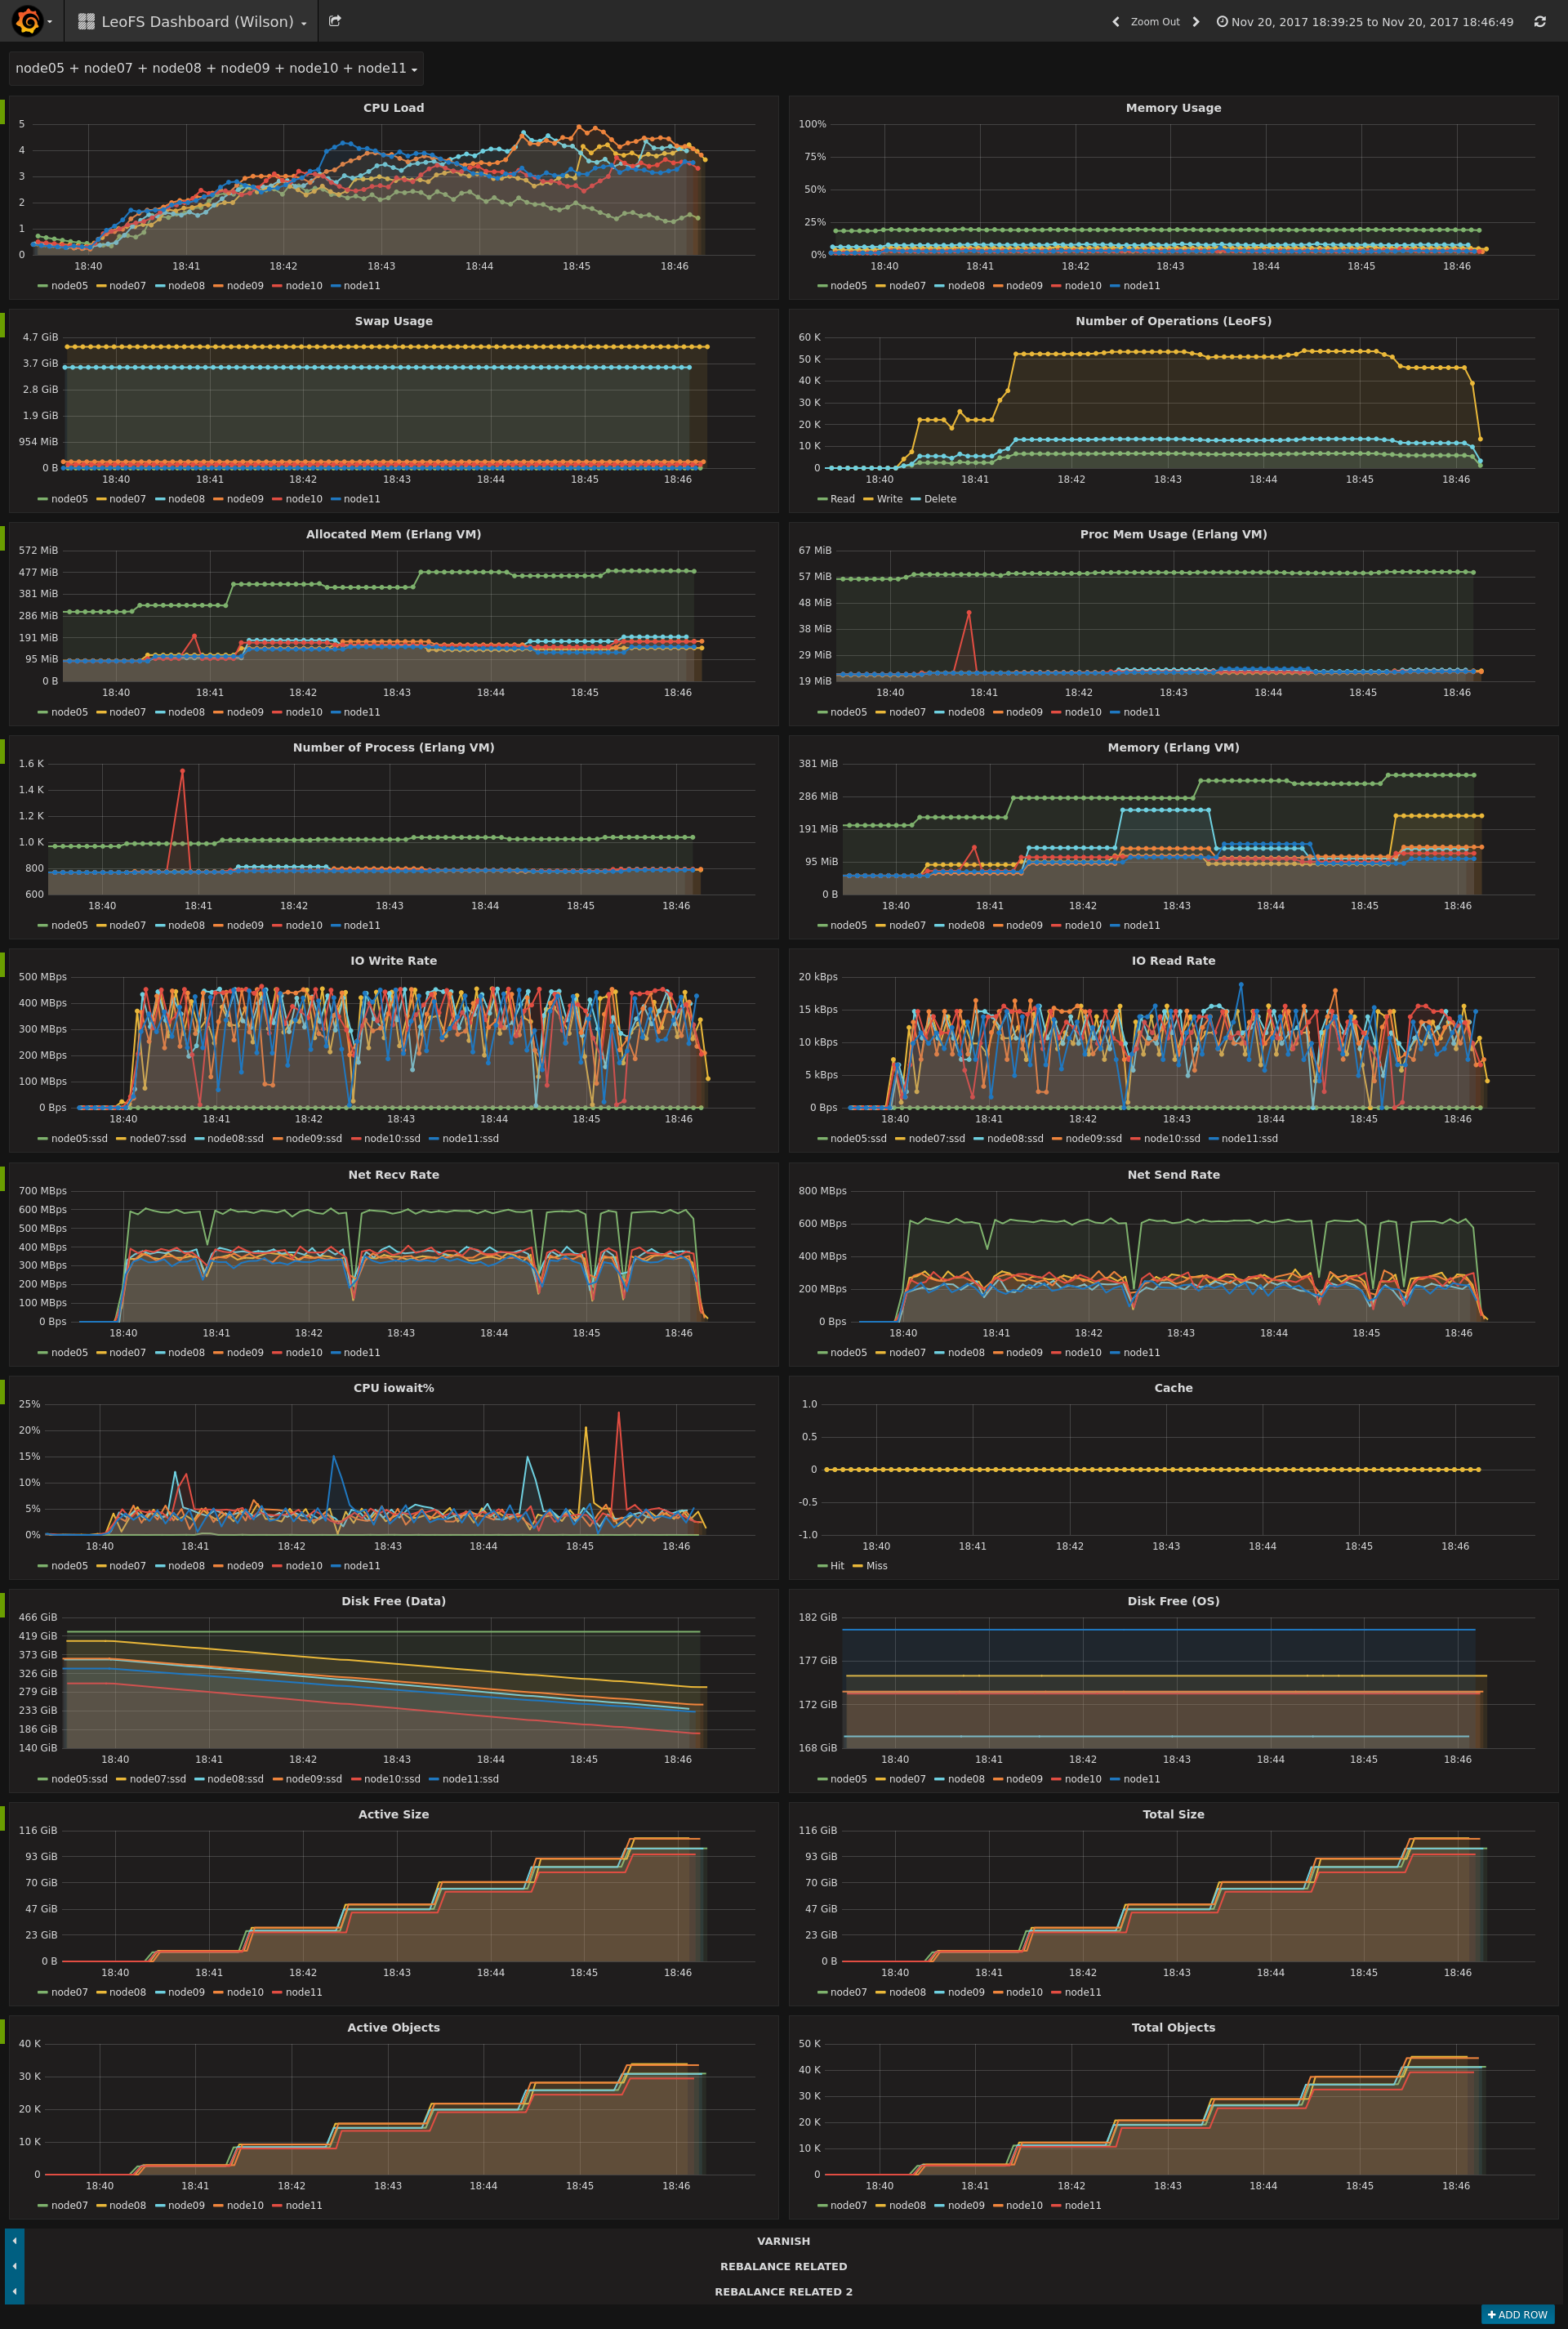 LeoFS Dashboard (Wilson)
Zoom Out
Nov 20, 2017 18:39:25 to Nov 20, 2017 18:46:49
node05 + node07 + node08 + node09 + node10 + node11
CPU Load
5
4
3
2
1
0
18:40 18:41 18:42 18:43 18:44 18:45 18:46
node05 node07 node08 node09 node10 node11
Memory Usage
100%
75%
50%
25%
0%
18:40 18:41 18:42 18:43 18:44 18:45 18:46
node05 node07 node08 node09 node10 node11
Swap Usage
4.7 GiB
3.7 GiB
2.8 GiB
1.9 GiB
954 MiB
0 B
18:40 18:41 18:42 18:43 18:44 18:45 18:46
node05 node07 node08 node09 node10 node11
Number of Operations (LeoFS)
60 K
50 K
40 K
30 K
20 K
10 K
0
18:40 18:41 18:42 18:43 18:44 18:45 18:46
Read Write Delete
Allocated Mem (Erlang VM)
572 MiB
477 MiB
381 MiB
286 MiB
191 MiB
95 MiB
0 B
18:40 18:41 18:42 18:43 18:44 18:45 18:46
node05 node07 node08 node09 node10 node11
Proc Mem Usage (Erlang VM)
67 MiB
57 MiB
48 MiB
38 MiB
29 MiB
19 MiB
18:40 18:41 18:42 18:43 18:44 18:45 18:46
node05 node07 node08 node09 node10 node11
Number of Process (Erlang VM)
1.6 K
1.4 K
1.2 K
1.0 K
800
600
18:40 18:41 18:42 18:43 18:44 18:45 18:46
node05 node07 node08 node09 node10 node11
Memory (Erlang VM)
381 MiB
286 MiB
191 MiB
95 MiB
0 B
18:40 18:41 18:42 18:43 18:44 18:45 18:46
node05 node07 node08 node09 node10 node11
IO Write Rate
500 MBps
400 MBps
300 MBps
200 MBps
100 MBps
0 Bps
18:40 18:41 18:42 18:43 18:44 18:45 18:46
node05:ssd node07:ssd node08:ssd node09:ssd node10:ssd node11:ssd
IO Read Rate
20 kBps
15 kBps
10 kBps
5 kBps
0 Bps
18:40 18:41 18:42 18:43 18:44 18:45 18:46
node05:ssd node07:ssd node08:ssd node09:ssd node10:ssd node11:ssd
Net Recv Rate
700 MBps
600 MBps
500 MBps
400 MBps
300 MBps
200 MBps
100 MBps
0 Bps
18:40 18:41 18:42 18:43 18:44 18:45 18:46
node05 node07 node08 node09 node10 node11
Net Send Rate
800 MBps
600 MBps
400 MBps
200 MBps
0 Bps
18:40 18:41 18:42 18:43 18:44 18:45 18:46
node05 node07 node08 node09 node10 node11
CPU iowait%
25%
20%
15%
10%
5%
0%
18:40 18:41 18:42 18:43 18:44 18:45 18:46
node05 node07 node08 node09 node10 node11
Cache
1.0
0.5
0
-0.5
-1.0
18:40 18:41 18:42 18:43 18:44 18:45 18:46
Hit Miss
Disk Free (Data)
466 GiB
419 GiB
373 GiB
326 GiB
279 GiB
233 GiB
186 GiB
140 GiB
18:40 18:41 18:42 18:43 18:44 18:45 18:46
node05:ssd node07:ssd node08:ssd node09:ssd node10:ssd node11:ssd
Disk Free (OS)
182 GiB
177 GiB
172 GiB
168 GiB
18:40 18:41 18:42 18:43 18:44 18:45 18:46
node05 node07 node08 node09 node10 node11
Active Size
116 GiB
93 GiB
70 GiB
47 GiB
23 GiB
0 B
18:40 18:41 18:42 18:43 18:44 18:45 18:46
node07 node08 node09 node10 node11
Total Size
116 GiB
93 GiB
70 GiB
47 GiB
23 GiB
0 B
18:40 18:41 18:42 18:43 18:44 18:45 18:46
node07 node08 node09 node10 node11
Active Objects
40 K
30 K
20 K
10 K
0
18:40 18:41 18:42 18:43 18:44 18:45 18:46
node07 node08 node09 node10 node11
Total Objects
50 K
40 K
30 K
20 K
10 K
0
18:40 18:41 18:42 18:43 18:44 18:45 18:46
node07 node08 node09 node10 node11
VARNISH
REBALANCE RELATED
REBALANCE RELATED 2
ADD ROW